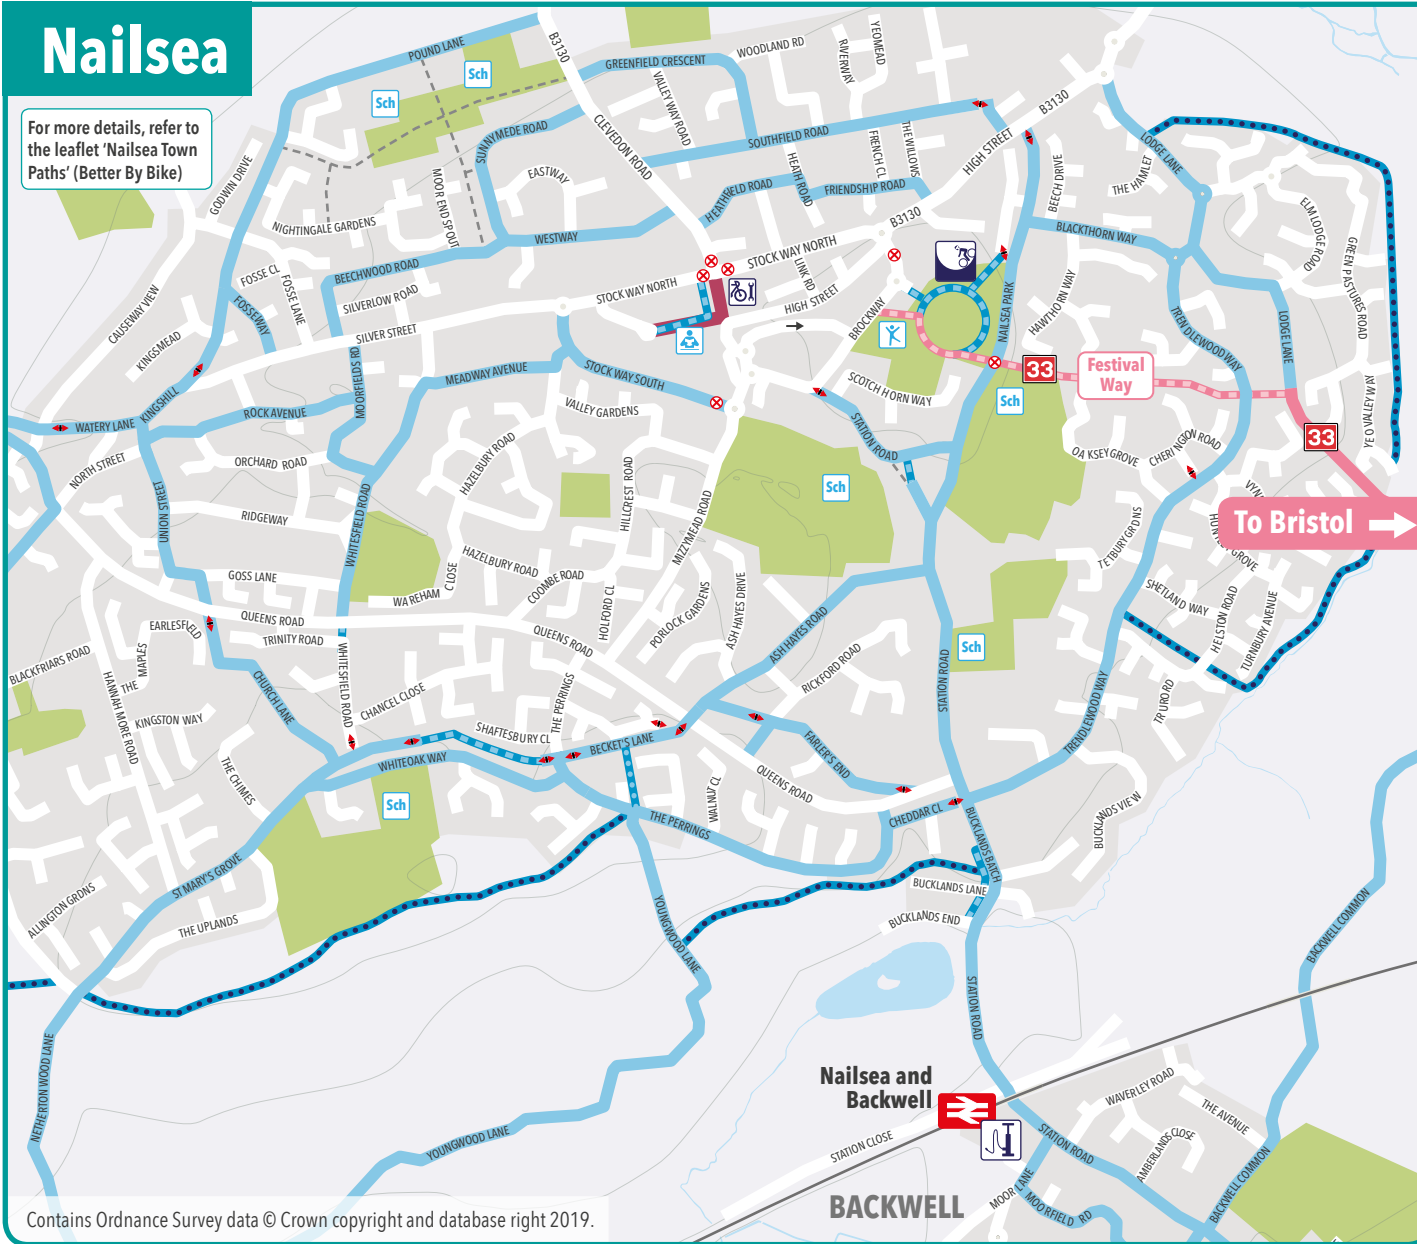 Nailsea
For more details, refer to
the leaflet ‘Nailsea Town
Paths’ (Better By Bike)
POUND LANE
B3130
Sch
Sch
GREENFIELD CRESCENT
WOODLAND RD
RIVERWAY
YEOMEAD
B3130
VALLEY WAY ROAD
CLEVEDON ROAD
SUNNYMEDE ROAD
SOUTHFIELD ROAD
HIGH STREET
LODGE LANE
GODWIN DRIVE
EASTWAY
MOOR END SPOUT
HEATH ROAD
FRENCH CL
THE WILLOWS
BEECH DRIVE
THE HAMLET
HEATHFIELD ROAD
FRIENDSHIP ROAD
NIGHTINGALE GARDENS
WESTWAY
B3130
BLACKTHORN WAY
ELM LODGE ROAD
GREEN PASTURES ROAD
STOCK WAY NORTH
BEECHWOOD ROAD
FOSSE CL
FOSSE LANE
FOSSEWAY
SILVERLOW ROAD
STOCK WAY NORTH
LINK RD
HIGH STREET
BROCKWAY
NAILSEA PARK
HAWTHORN WAY
TRENDLEWOOD WAY
LODGE LANE
CAUSEWAY VIEW
KINGSMEAD
SILVER STREET
MOORFIELDS RD
MEADWAY AVENUE
STOCK WAY SOUTH
SCOTCH HORN WAY
33
Festival
Way
Sch
YEO VALLEY WAY
KINGSHILL
WATERY LANE
ROCK AVENUE
VALLEY GARDENS
STATION ROAD
33
NORTH STREET
ORCHARD ROAD
HAZELBURY ROAD
HILLCREST ROAD
MIZZYMEAD ROAD
Sch
OAKSEY GROVE
CHERINGTON ROAD
To Bristol
UNION STREET
RIDGEWAY
WHITESFIELD ROAD
TETBURY GRDNS
GOSS LANE
HAZELBURY ROAD
COOMBE ROAD
WAREHAM
CLOSE
HOLFORD CL
PORLOCK GARDENS
ASH HAYES DRIVE
SHETLAND WAY
HELSTON ROAD
TURNBURY AVENUE
EARLESFIELD
QUEENS ROAD
TRINITY ROAD
QUEENS ROAD
ASH HAYES ROAD
RICKFORD ROAD
Sch
BLACKFRIARS ROAD
THE
MAPLES
HANNAH MORE ROAD
WHITESFIELD ROAD
CHURCH LANE
CHANCEL CLOSE
KINGSTON WAY
THE PERRINGS
STATION ROAD
TRURO RD
TRENDLEWOOD WAY
SHAFTESBURY CL
BECKET'S LANE
FARLER'S END
WHITEOAK WAY
THE CHIMES
Sch
WALNUT CL
QUEENS ROAD
CHEDDAR CL
THE PERRINGS
BUCKLANDS BATCH
BUCKLANDS VIEW
ST MARY'S GROVE
BUCKLANDS LANE
BUCKLANDS END
ALLINGTON GRDNS
THE UPLANDS
YOUNGWOOD LANE
BACKWELL COMMON
STATION ROAD
NETHERTON WOOD LANE
Nailsea and
Backwell
WAVERLEY ROAD
THE AVENUE
YOUNGWOOD LANE
STATION CLOSE
STATION ROAD
AMBERLANDS CLOSE
MOOR LANE
MOORFIELD RD
BACKWELL COMMON
BACKWELL
Contains Ordnance Survey data © Crown copyright and database right 2019.